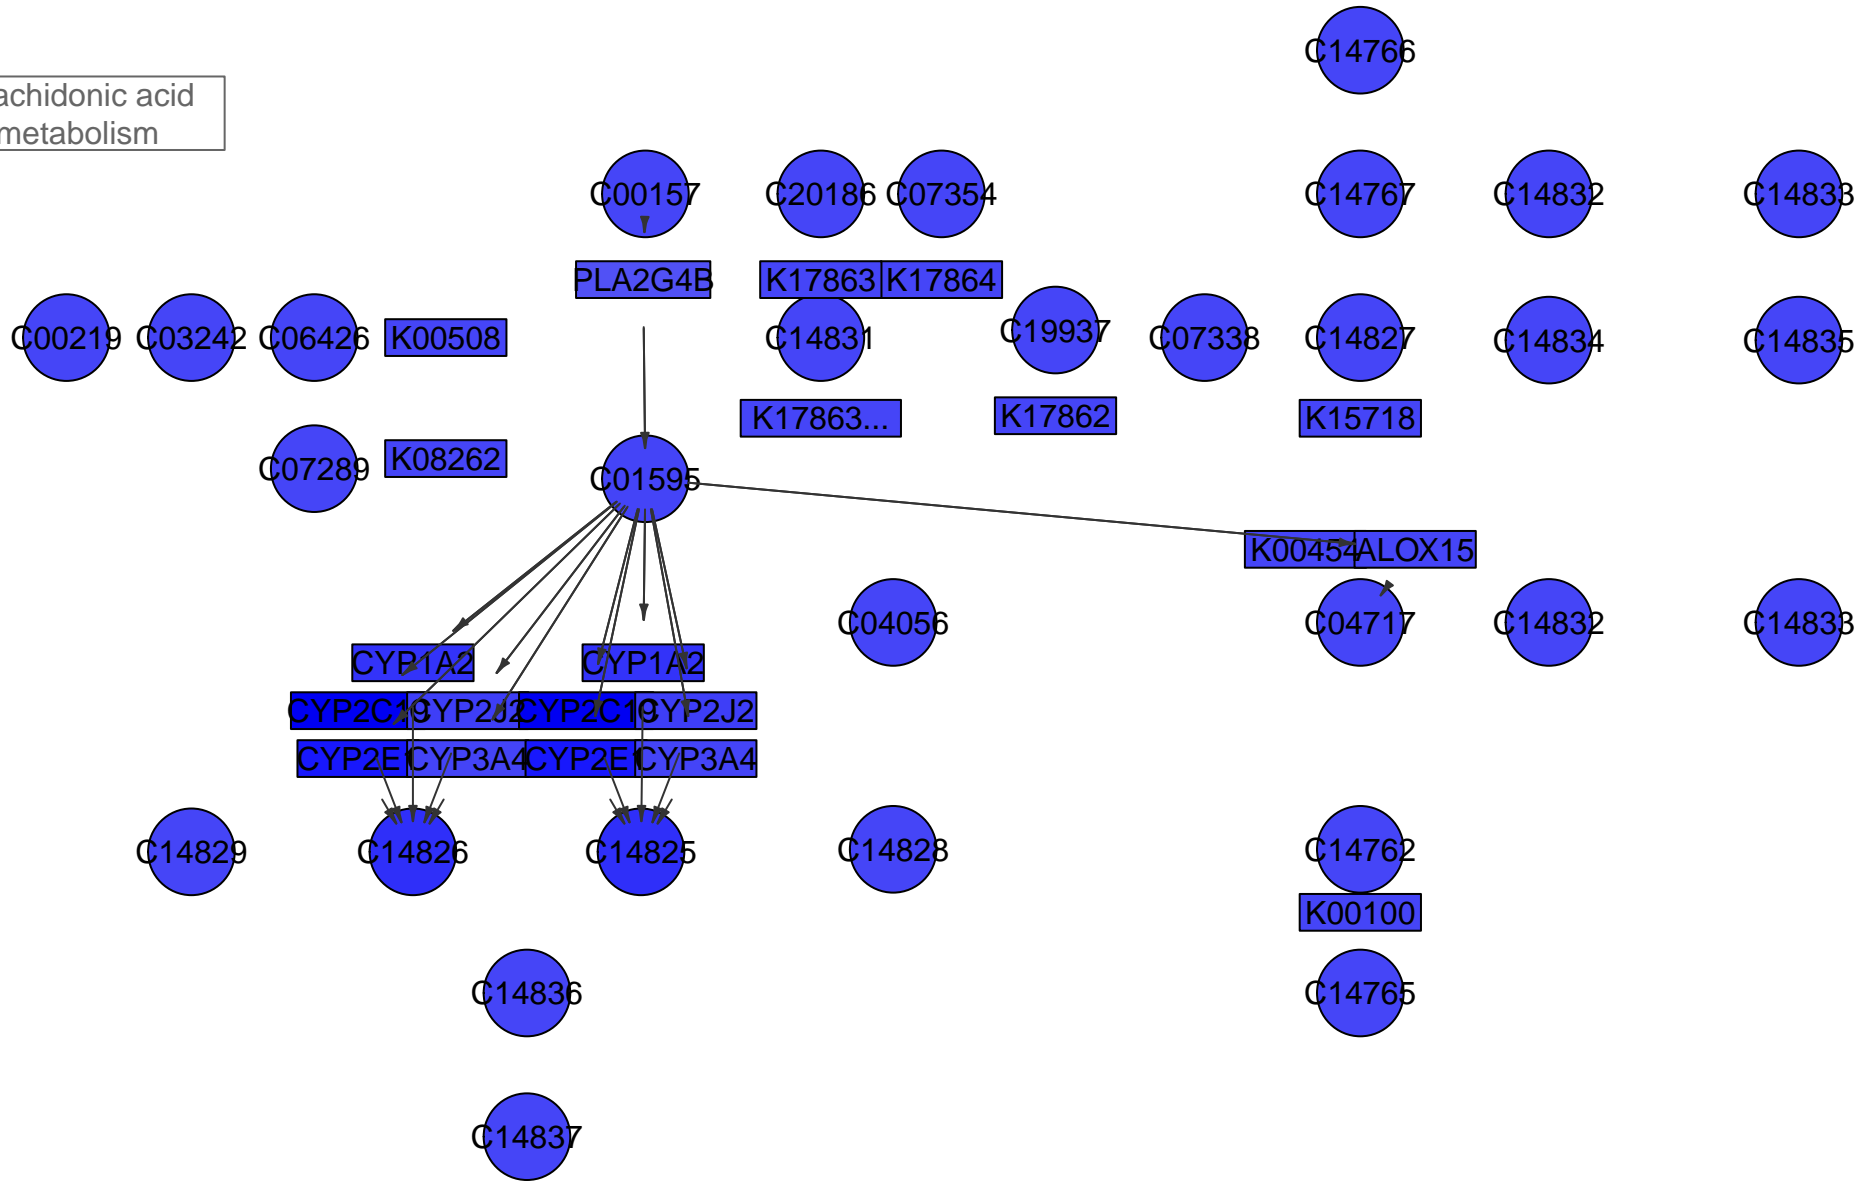 C14766
achidonic acid
metabolism
C00157
C20186
C07354
C14767
C14832
C14833
PLA2G4B
K17863
K17864
C00219
C03242
C06426
K00508
C14831
C19937
C07338
C14827
C14834
C14835
K17863...
K17862
K15718
C07289
K08262
C01595
K00454
ALOX15
C04056
C04717
C14832
C14833
CYP1A2
CYP1A2
CYP2C19
CYP2J2
CYP2C19
CYP2J2
CYP2E1
CYP3A4
CYP2E1
CYP3A4
C14829
C14826
C14825
C14828
C14762
K00100
C14836
C14765
C14837